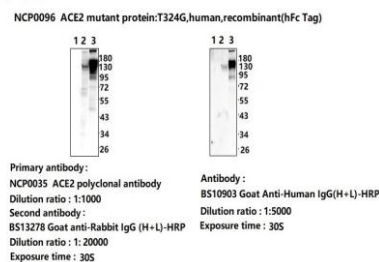 NCP0096 ACE2 mutant protein:T324G,human,recombinant(hFc Tag)
1 2 3
180
130
95
72
55
43
34
26
Primary antibody :
NCP0035 ACE2 polyclonal antibody
Dilution ratio : 1:1000
Second antibody :
BS13278 Goat anti-Rabbit IgG (H+L)-HRP
Dilution ratio : 1: 20000
Exposure time : 30S
1 2 3
180
130
95
72
55
43
34
26
Antibody :
BS10903 Goat Anti-Human IgG(H+L)-HRP
Dilution ratio : 1:5000
Exposure time : 30S